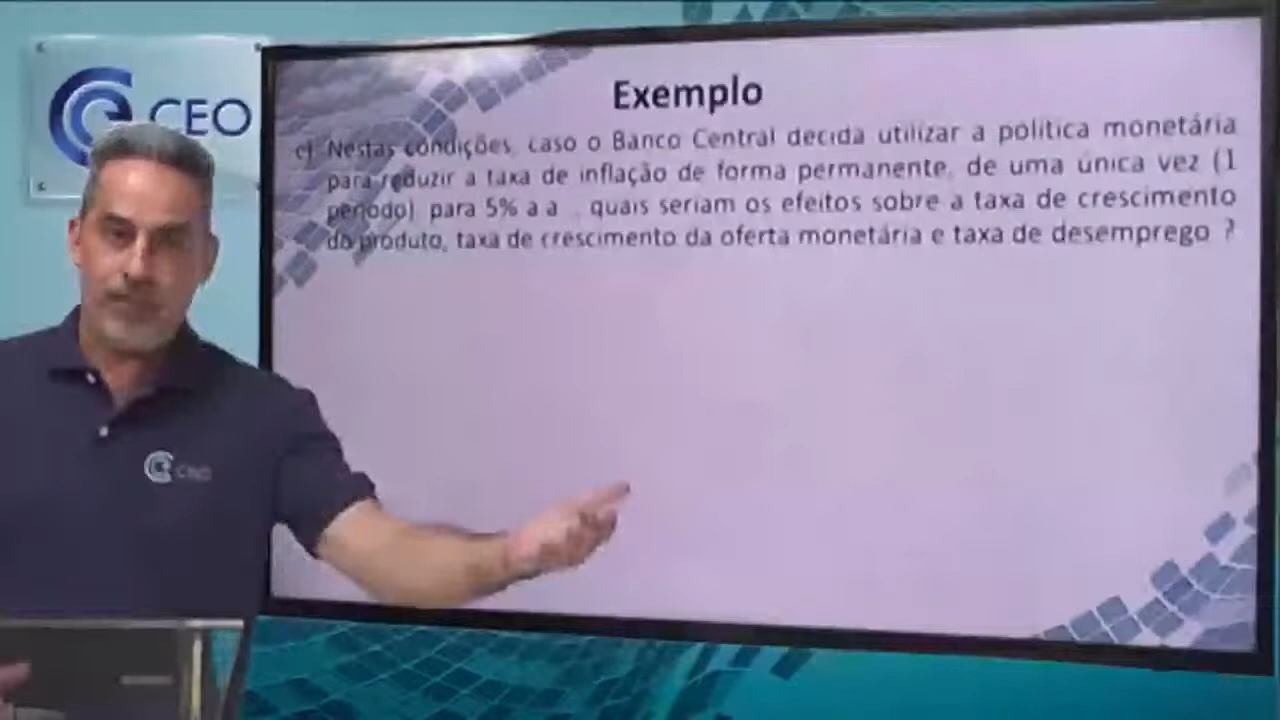 CEO
Exemplo
c) Nestas condições, caso o Banco Central decida utilizar a política monetária
para reduzir a taxa de inflação de forma permanente, de uma única vez (1
período) para 5% a a , quais seriam os efeitos sobre a taxa de crescimento
do produto, taxa de crescimento da oferta monetária e taxa de desemprego ?
CEO